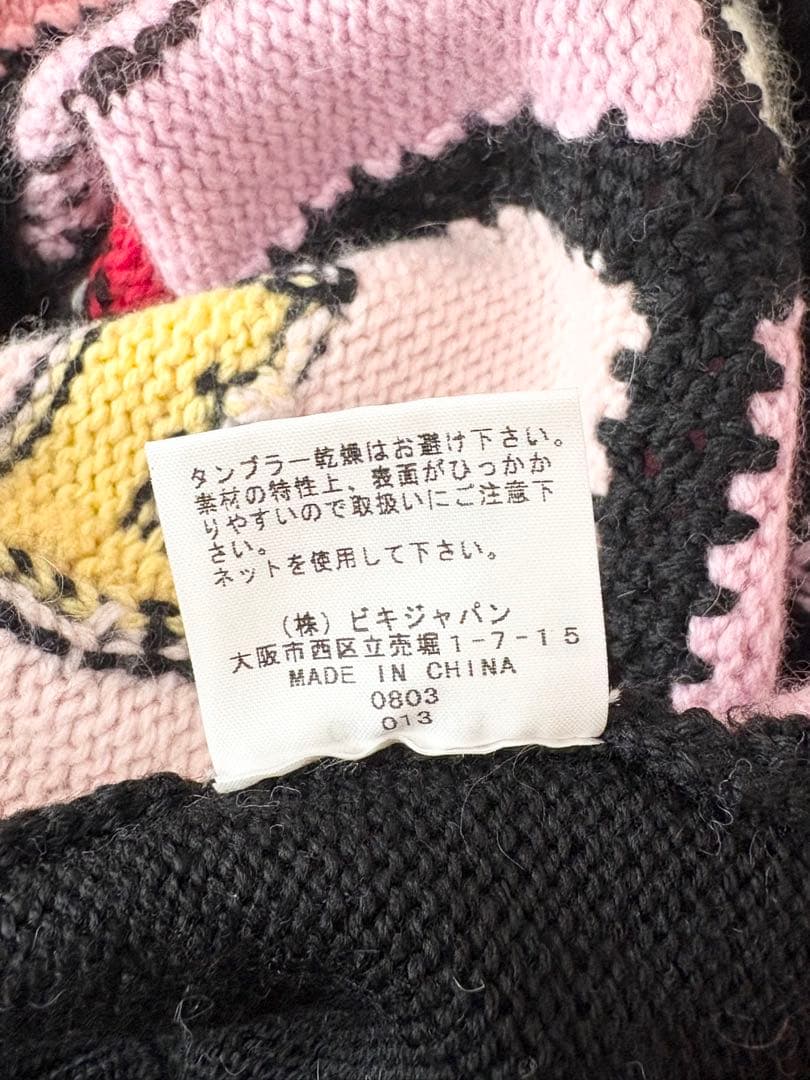 タンブラー乾燥はお避け下さい。
素材の特性上、表面がひっかか
りやすいので取扱いにご注意下
さい。
ネットを使用して下さい。
（株）ビキジャパン
大阪市西区立売堀1-7-15
MADE IN CHINA
0803
013